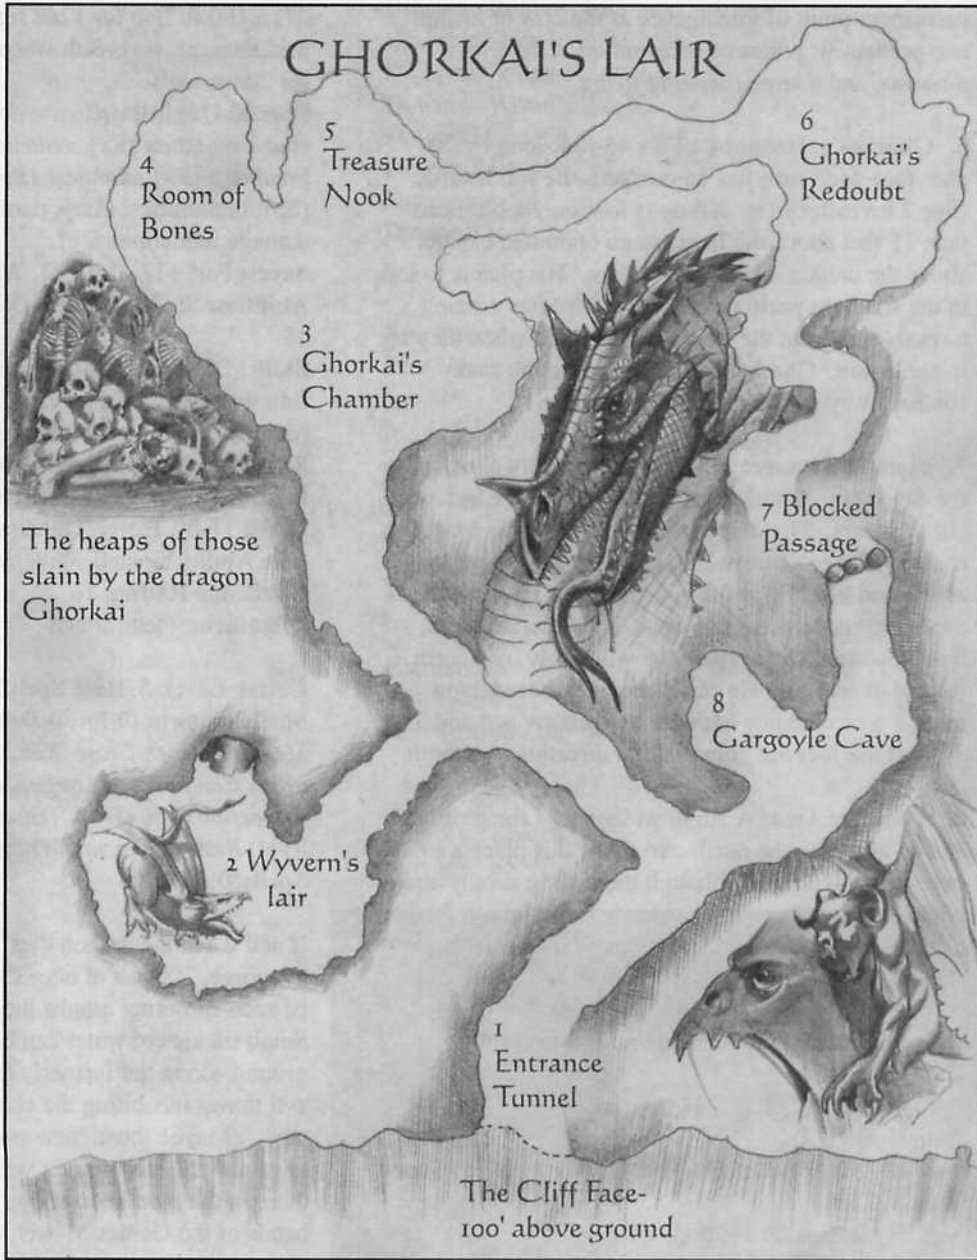 GHORKAI'S LAIR
4
Room of
Bones
5
Treasure
Nook
6
Ghorkai's
Redoubt
3
Ghorkai's
Chamber
The heaps of those
slain by the dragon
Ghorkai
7 Blocked
Passage
8
Gargoyle Cave
2 Wyvern's
lair
1
Entrance
Tunnel
The Cliff Face-
100' above ground